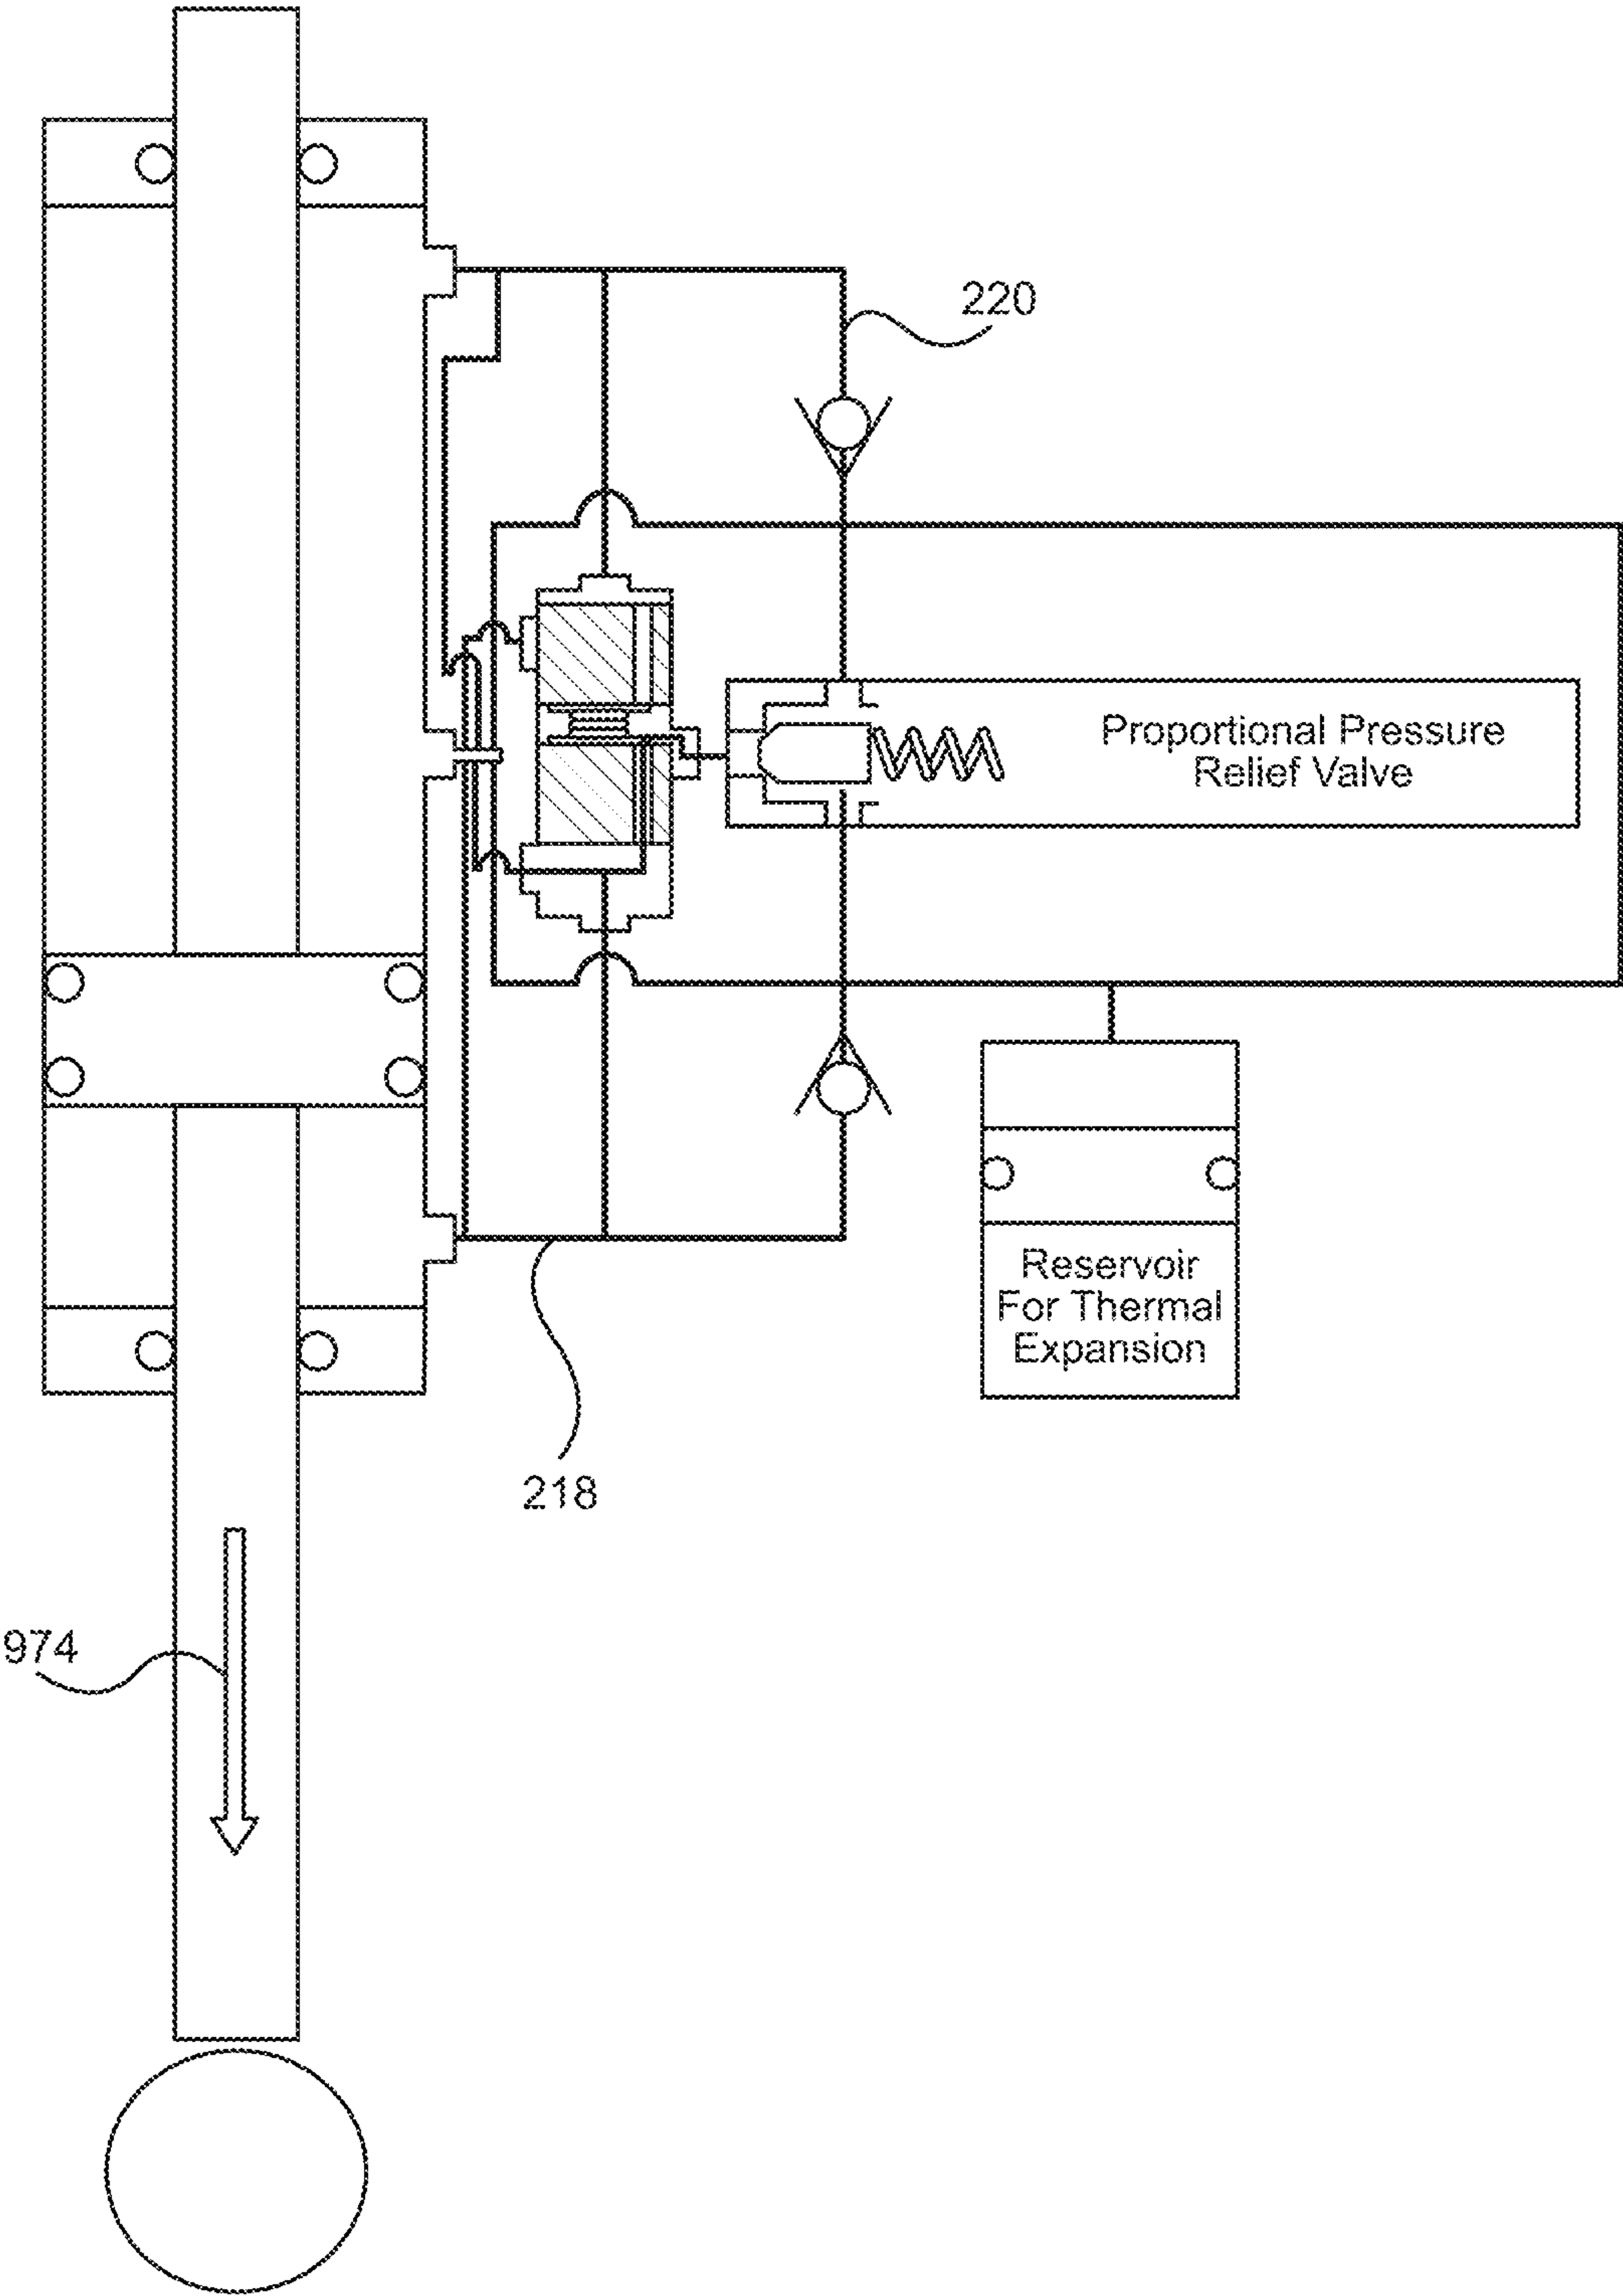 220
Proportional Pressure
Relief Valve
Reservoir
For Thermal
Expansion
218
974